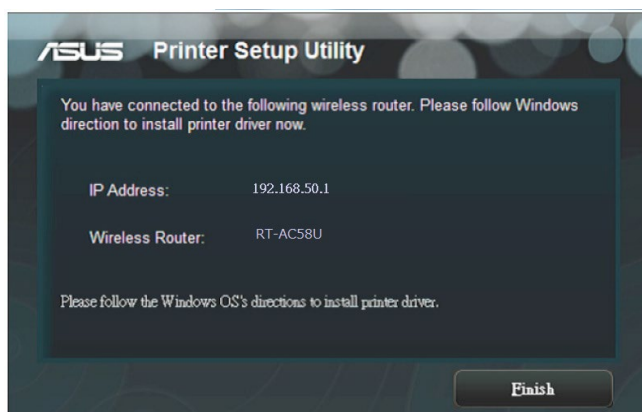 ASUS Printer Setup Utility
You have connected to the following wireless router. Please follow Windows
direction to install printer driver now.
IP Address: 192.168.50.1
Wireless Router: RT-AC58U
Please follow the Windows OS's directions to install printer driver.
Finish